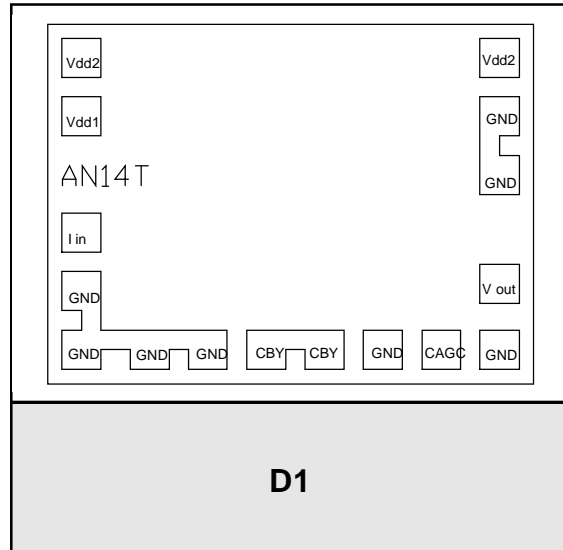 Vdd2 Vdd2
Vdd1 GND
AN14T
GND
I in
V out
GND
GND GND GND CBY CBY GND CAGC GND
D1